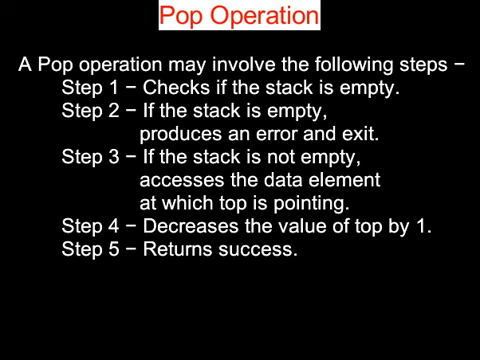 Pop Operation
A Pop operation may involve the following steps −
Step 1 − Checks if the stack is empty.
Step 2 − If the stack is empty,
produces an error and exit.
Step 3 − If the stack is not empty,
accesses the data element
at which top is pointing.
Step 4 − Decreases the value of top by 1.
Step 5 − Returns success.